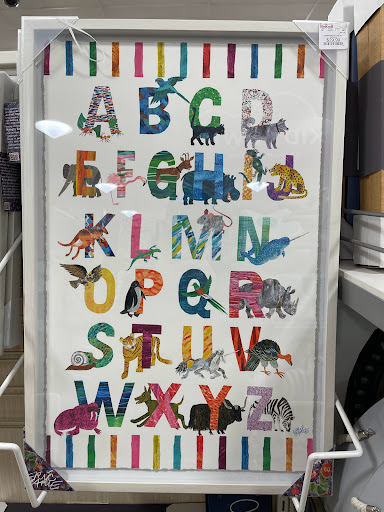 A B C D
E F G H I J
K L M N
O P Q R
S T U V
W X Y Z